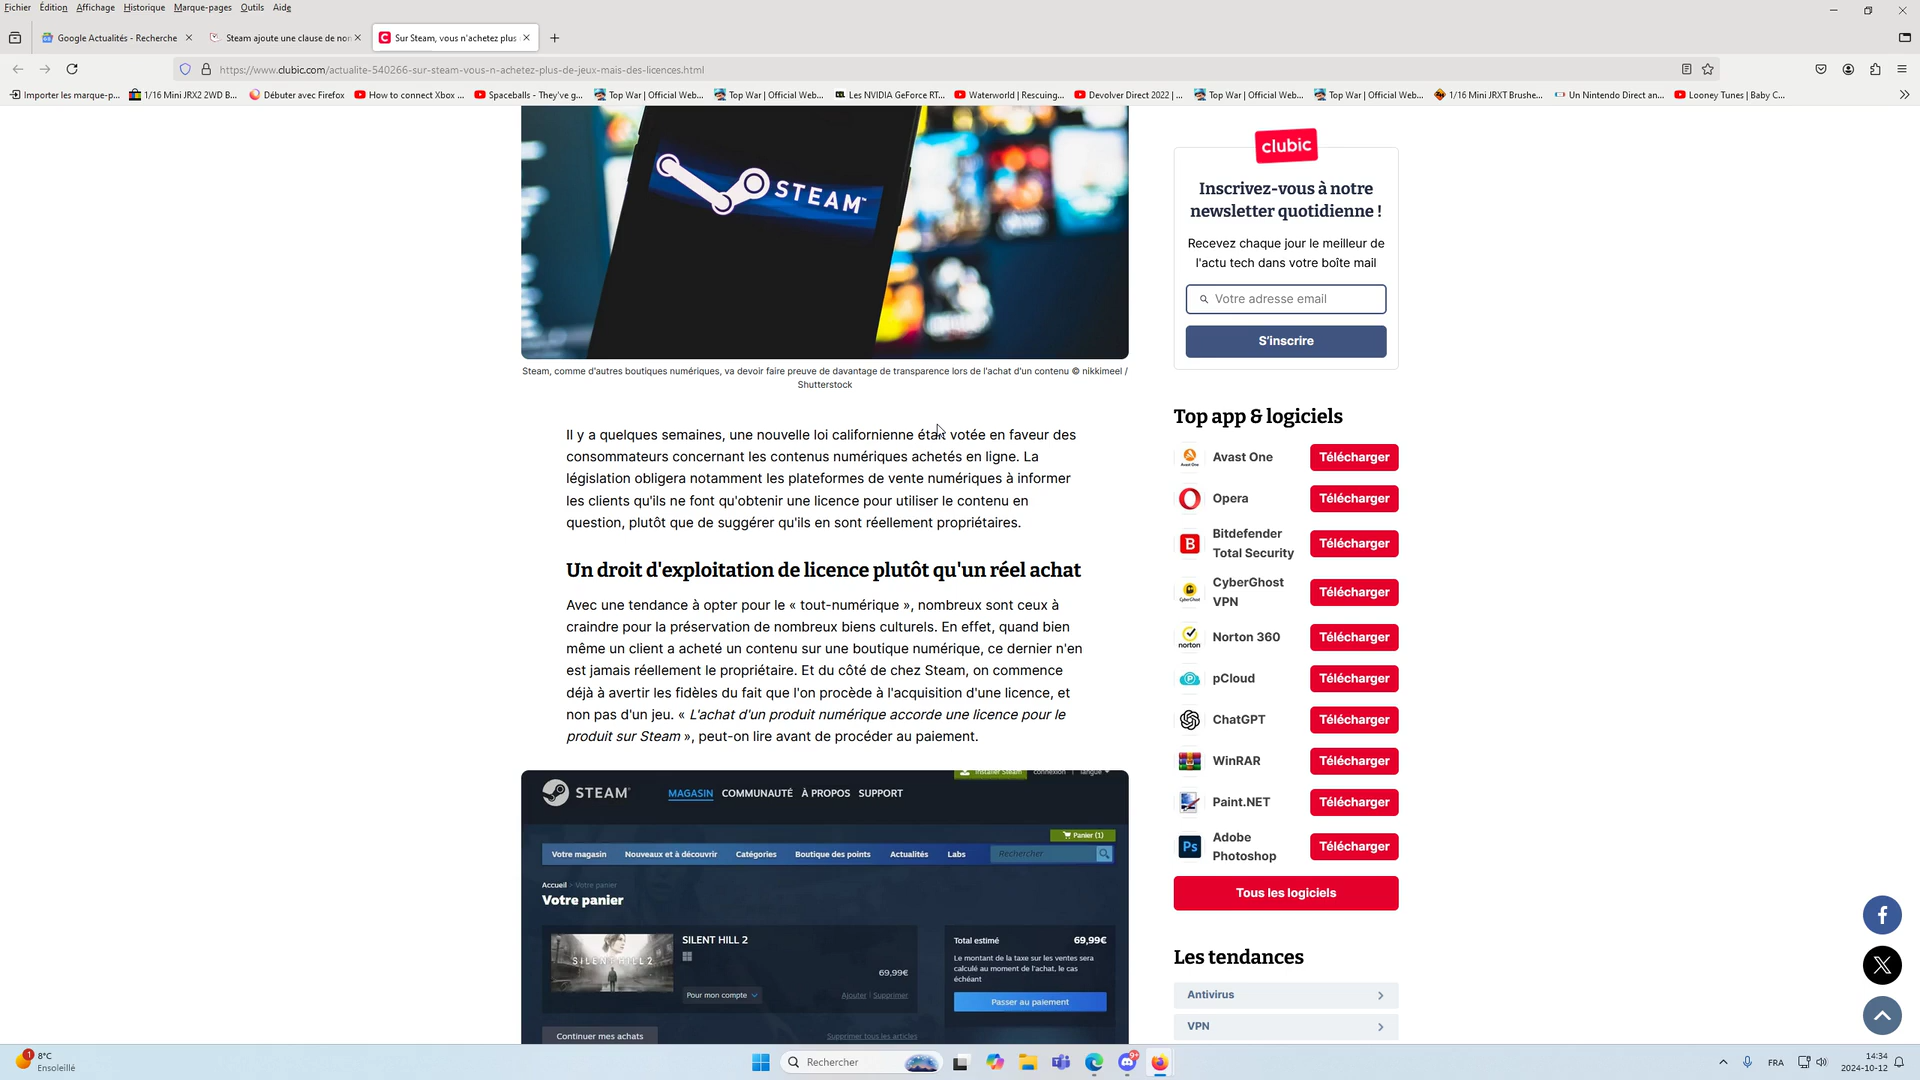 Fichier Édition Affichage Historique Marque-pages Outils Aide
Google Actualités - Recherche
Steam ajoute une clause de non
Sur Steam, vous n'achetez plus
https://www.clubic.com/actualite-540266-sur-steam-vous-n-achetez-plus-de-jeux-mais-des-licences.html
Importer les marque-p...
1/16 Mini JRX2 2WD B...
Débuter avec Firefox
How to connect Xbox ...
Spaceballs - They've g...
Top War | Official Web...
Top War | Official Web...
Les NVIDIA GeForce RT...
Waterworld | Rescuing...
Devolver Direct 2022 | ...
Top War | Official Web...
Top War | Official Web...
1/16 Mini JRXT Brushe...
Un Nintendo Direct an...
Looney Tunes | Baby C...
STEAM™
Steam, comme d'autres boutiques numériques, va devoir faire preuve de davantage de transparence lors de l'achat d'un contenu © nikkimeel /
Shutterstock
Il y a quelques semaines, une nouvelle loi californienne était votée en faveur des
consommateurs concernant les contenus numériques achetés en ligne. La
législation obligera notamment les plateformes de vente numériques à informer
les clients qu'ils ne font qu'obtenir une licence pour utiliser le contenu en
question, plutôt que de suggérer qu'ils en sont réellement propriétaires.
Un droit d'exploitation de licence plutôt qu'un réel achat
Avec une tendance à opter pour le « tout-numérique », nombreux sont ceux à
craindre pour la préservation de nombreux biens culturels. En effet, quand bien
même un client a acheté un contenu sur une boutique numérique, ce dernier n'en
est jamais réellement le propriétaire. Et du côté de chez Steam, on commence
déjà à avertir les fidèles du fait que l'on procède à l'acquisition d'une licence, et
non pas d'un jeu. « L'achat d'un produit numérique accorde une licence pour le
produit sur Steam », peut-on lire avant de procéder au paiement.
Installer Steam connexion | langue
STEAM®
MAGASIN COMMUNAUTÉ À PROPOS SUPPORT
Panier (1)
Votre magasin Nouveaux et à découvrir Catégories Boutique des points Actualités Labs Rechercher
Accueil > Votre panier
Votre panier
SILENT HILL 2
SILENT HILL 2
69,99€
Pour mon compte
Ajouter | Supprimer
Total estimé 69,99€
Le montant de la taxe sur les ventes sera
calculé au moment de l'achat, le cas
échéant
Passer au paiement
Continuer mes achats
Supprimer tous les articles
clubic
Inscrivez-vous à notre
newsletter quotidienne !
Recevez chaque jour le meilleur de
l'actu tech dans votre boîte mail
Votre adresse email
S'inscrire
Top app & logiciels
Avast One
Avast One Télécharger
Opera Télécharger
Bitdefender
Total Security
Télécharger
CyberGhost
CyberGhost
VPN
Télécharger
norton
Norton 360 Télécharger
pCloud Télécharger
ChatGPT Télécharger
WinRAR Télécharger
Paint.NET Télécharger
Ps
Adobe
Photoshop
Télécharger
Tous les logiciels
Les tendances
Antivirus
VPN
1
8°C
Ensoleillé
Rechercher
9+
FRA
14:34
2024-10-12